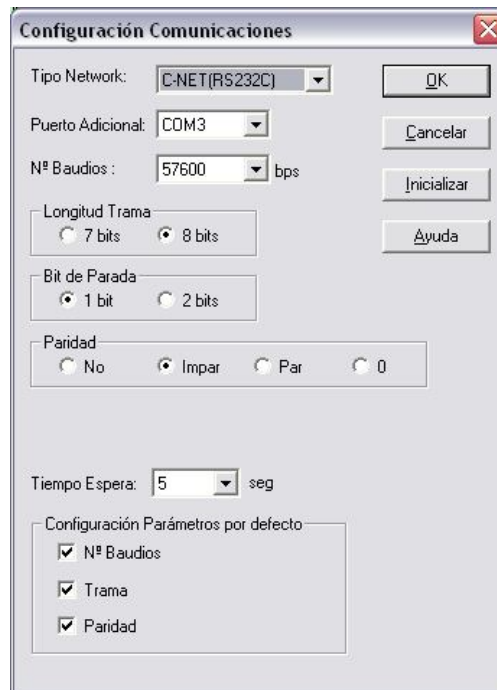 Configuración Comunicaciones
Tipo Network: C-NET(RS232C)
OK
Puerto Adicional: COM3
Cancelar
Nº Baudios : 57600 bps
Inicializar
Longitud Trama
7 bits 8 bits
Ayuda
Bit de Parada
1 bit 2 bits
Paridad
No Impar Par 0
Tiempo Espera: 5 seg
Configuración Parámetros por defecto
Nº Baudios
Trama
Paridad